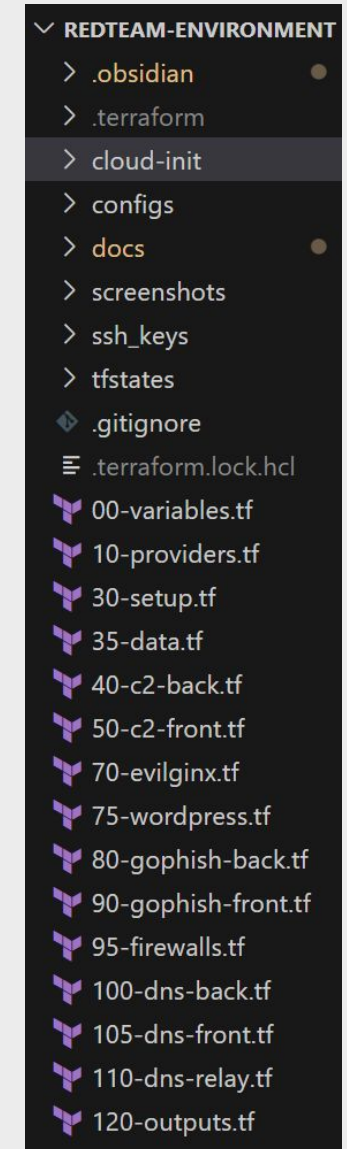 REDTEAM-ENVIRONMENT
.obsidian
.terraform
cloud-init
configs
docs
screenshots
ssh_keys
tfstates
.gitignore
.terraform.lock.hcl
00-variables.tf
10-providers.tf
30-setup.tf
35-data.tf
40-c2-back.tf
50-c2-front.tf
70-evilginx.tf
75-wordpress.tf
80-gophish-back.tf
90-gophish-front.tf
95-firewalls.tf
100-dns-back.tf
105-dns-front.tf
110-dns-relay.tf
120-outputs.tf